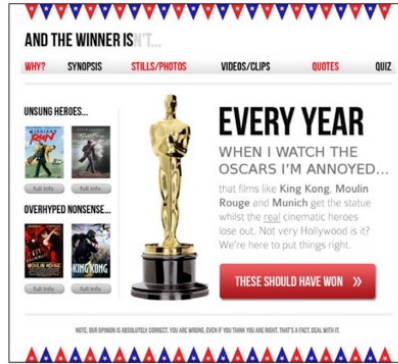 AND THE WINNER ISN'T...
WHY? SYNOPSIS STILLS/PHOTOS VIDEOS/CLIPS QUOTES QUIZ
UNSUNG HEROES...
full info full info
OVERHYPED NONSENSE...
MOULIN ROUGE KING KONG
full info full info
EVERY YEAR
WHEN I WATCH THE
OSCARS I'M ANNOYED...
that films like King Kong, Moulin
Rouge and Munich get the statue
whilst the real cinematic heroes
lose out. Not very Hollywood is it?
We're here to put things right.
THESE SHOULD HAVE WON »
NOTE: OUR OPINION IS ABSOLUTELY CORRECT, YOU ARE WRONG, EVEN IF YOU THINK YOU ARE RIGHT. THAT'S A FACT. DEAL WITH IT.